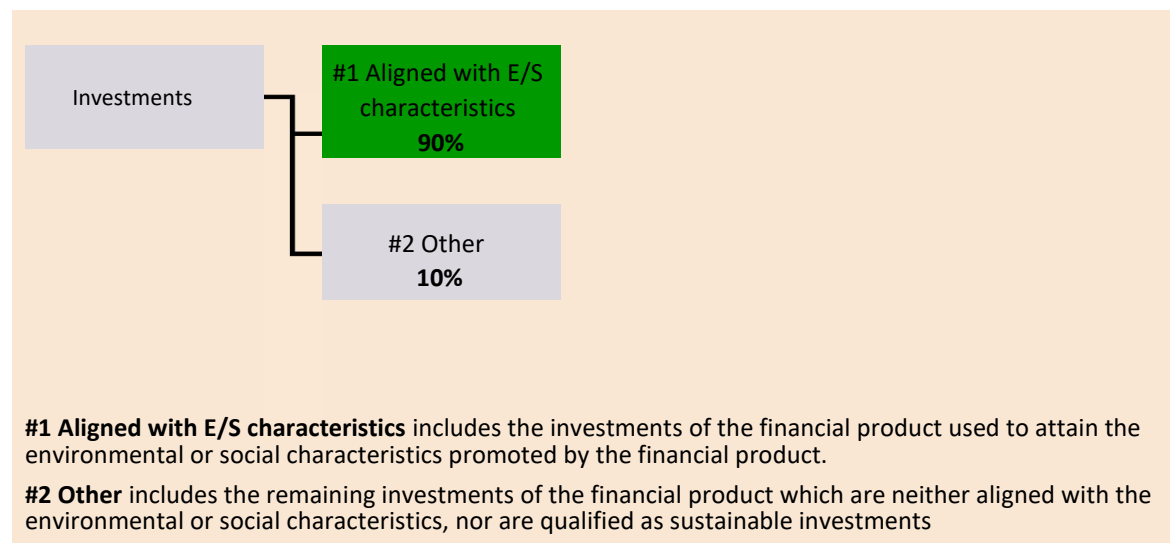 Investments
#1 Aligned with E/S
characteristics
90%
#2 Other
10%
#1 Aligned with E/S characteristics includes the investments of the financial product used to attain the
environmental or social characteristics promoted by the financial product.
#2 Other includes the remaining investments of the financial product which are neither aligned with the
environmental or social characteristics, nor are qualified as sustainable investments